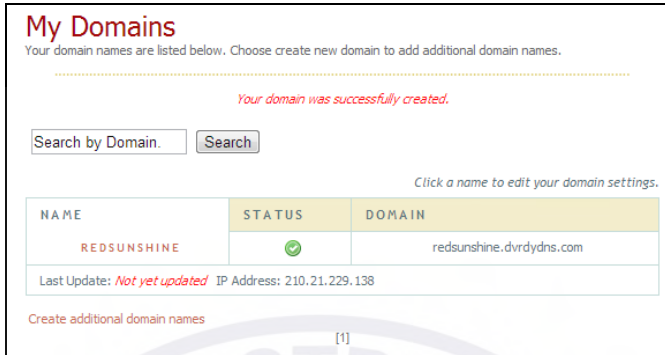 My Domains
Your domain names are listed below. Choose create new domain to add additional domain names.
Your domain was successfully created.
Search by Domain. Search
Click a name to edit your domain settings.
NAME STATUS DOMAIN
REDSUNSHINE redsunshine.dvrdydns.com
Last Update: Not yet updated IP Address: 210.21.229.138
Create additional domain names
[1]